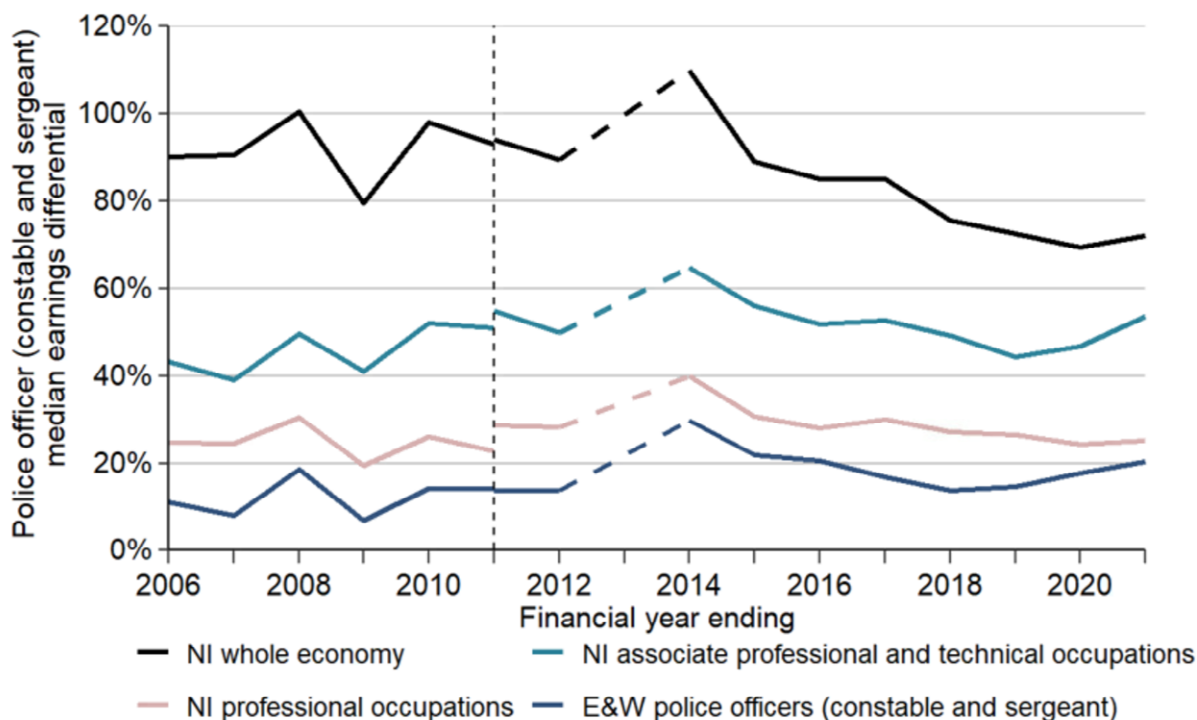 Police officer (constable and sergeant)
median earnings differential
120%
100%
80%
60%
40%
20%
0%
2006 2008 2010 2012 2014 2016 2018 2020
Financial year ending
NI whole economy
NI associate professional and technical occupations
NI professional occupations
E&W police officers (constable and sergeant)